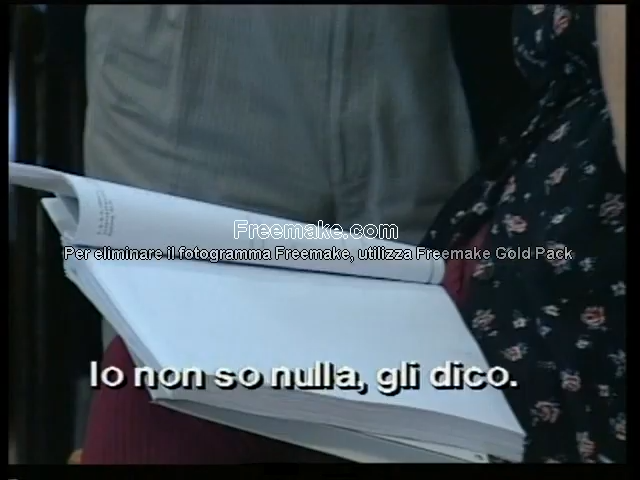 Freemake.com
Per eliminare il fotogramma Freemake, utilizza Freemake Gold Pack
Io non so nulla, gli dico.